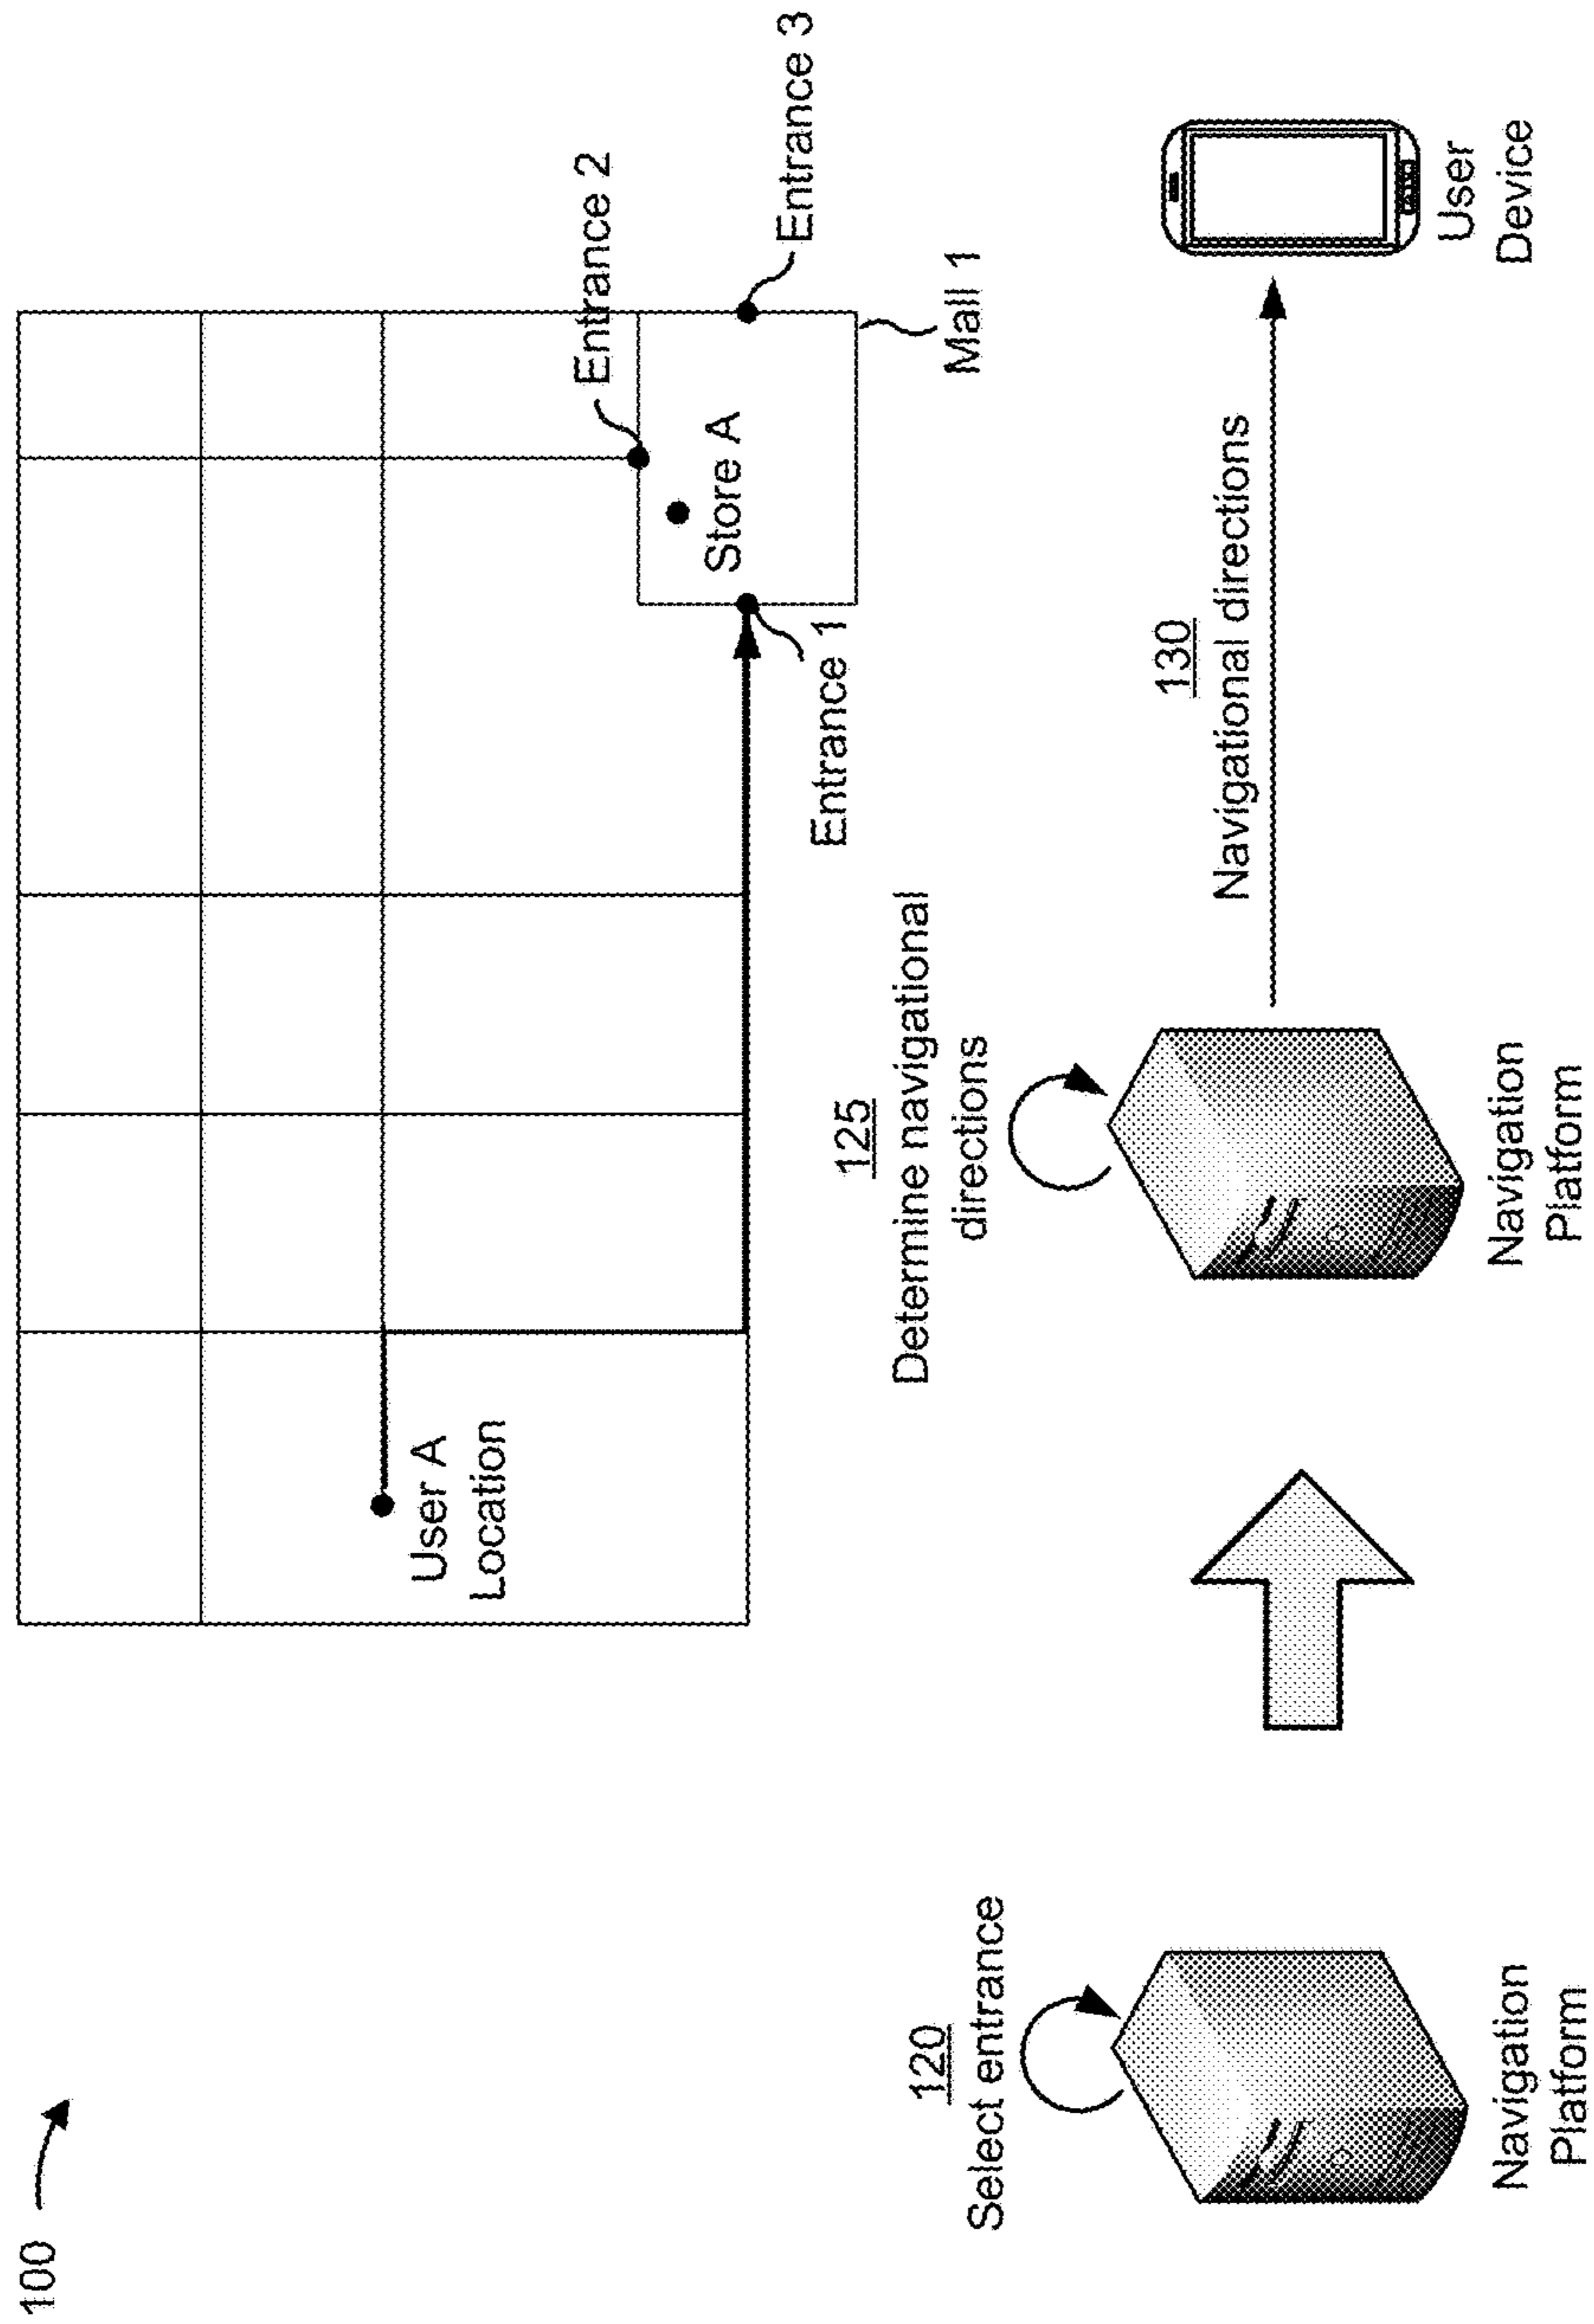 100
User A
Location
Entrance 2
Store A
Entrance 3
Entrance 1
Mall 1
120
Select entrance
Navigation
Platform
125
Determine navigational
directions
Navigation
Platform
130
Navigational directions
User
Device